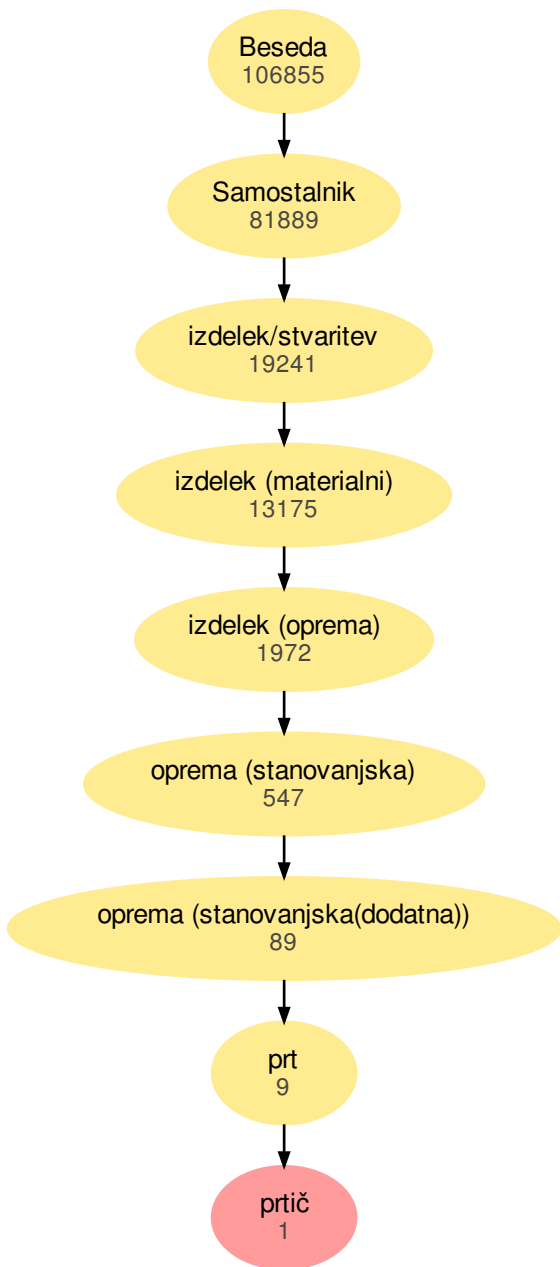 Beseda
106855
Samostalnik
81889
izdelek/stvaritev
19241
izdelek (materialni)
13175
izdelek (oprema)
1972
oprema (stanovanjska)
547
oprema (stanovanjska(dodatna))
89
prt
9
prtič
1